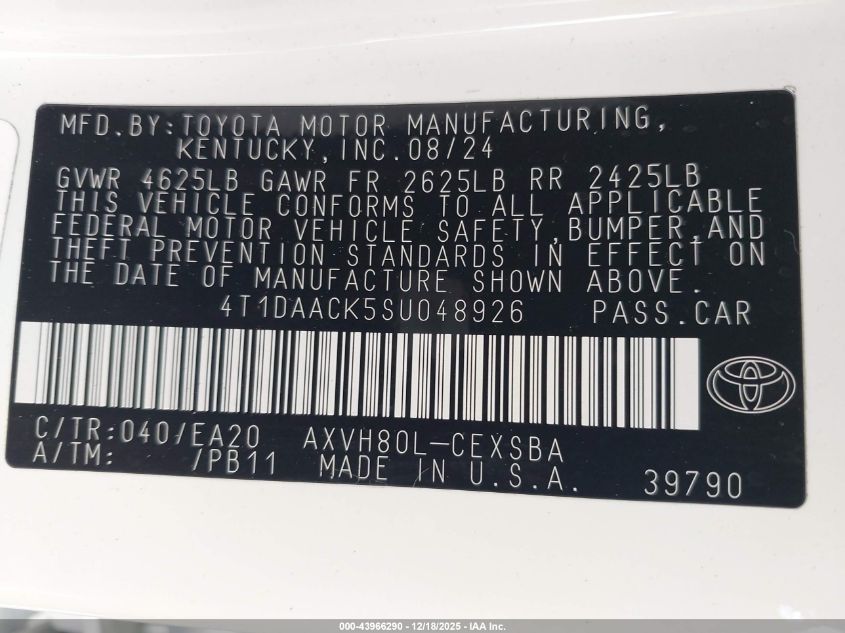 MFD.BY:TOYOTA MOTOR MANUFACTURING,
KENTUCKY,INC.08/24
GVWR 4625LB GAWR FR 2625LB RR 2425LB
THIS VEHICLE CONFORMS TO ALL APPLICABLE
FEDERAL MOTOR VEHICLE SAFETY,BUMPER,AND
THEFT PREVENTION STANDARDS IN EFFECT ON
THE DATE OF MANUFACTURE SHOWN ABOVE.
4T1DAACK5SU048926 PASS.CAR
C/TR:040/EA20 AXVH80L-CEXSBA
A/TM: /PB11 MADE IN U.S.A. 39790
000-43966290 - 12/18/2025 - IAA Inc.